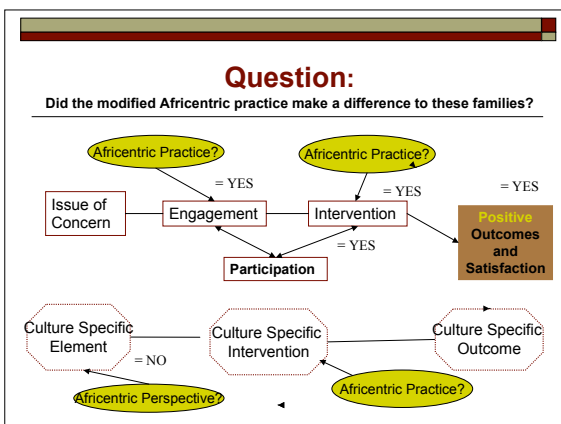 Question:
Did the modified Africentric practice make a difference to these families?
Africentric Practice?
Africentric Practice?
= YES
= YES
= YES
Issue of
Concern
Engagement
Intervention
Positive
Outcomes
and
Satisfaction
= YES
Participation
Culture Specific
Element
Culture Specific
Intervention
Culture Specific
Outcome
= NO
Africentric Perspective?
Africentric Practice?